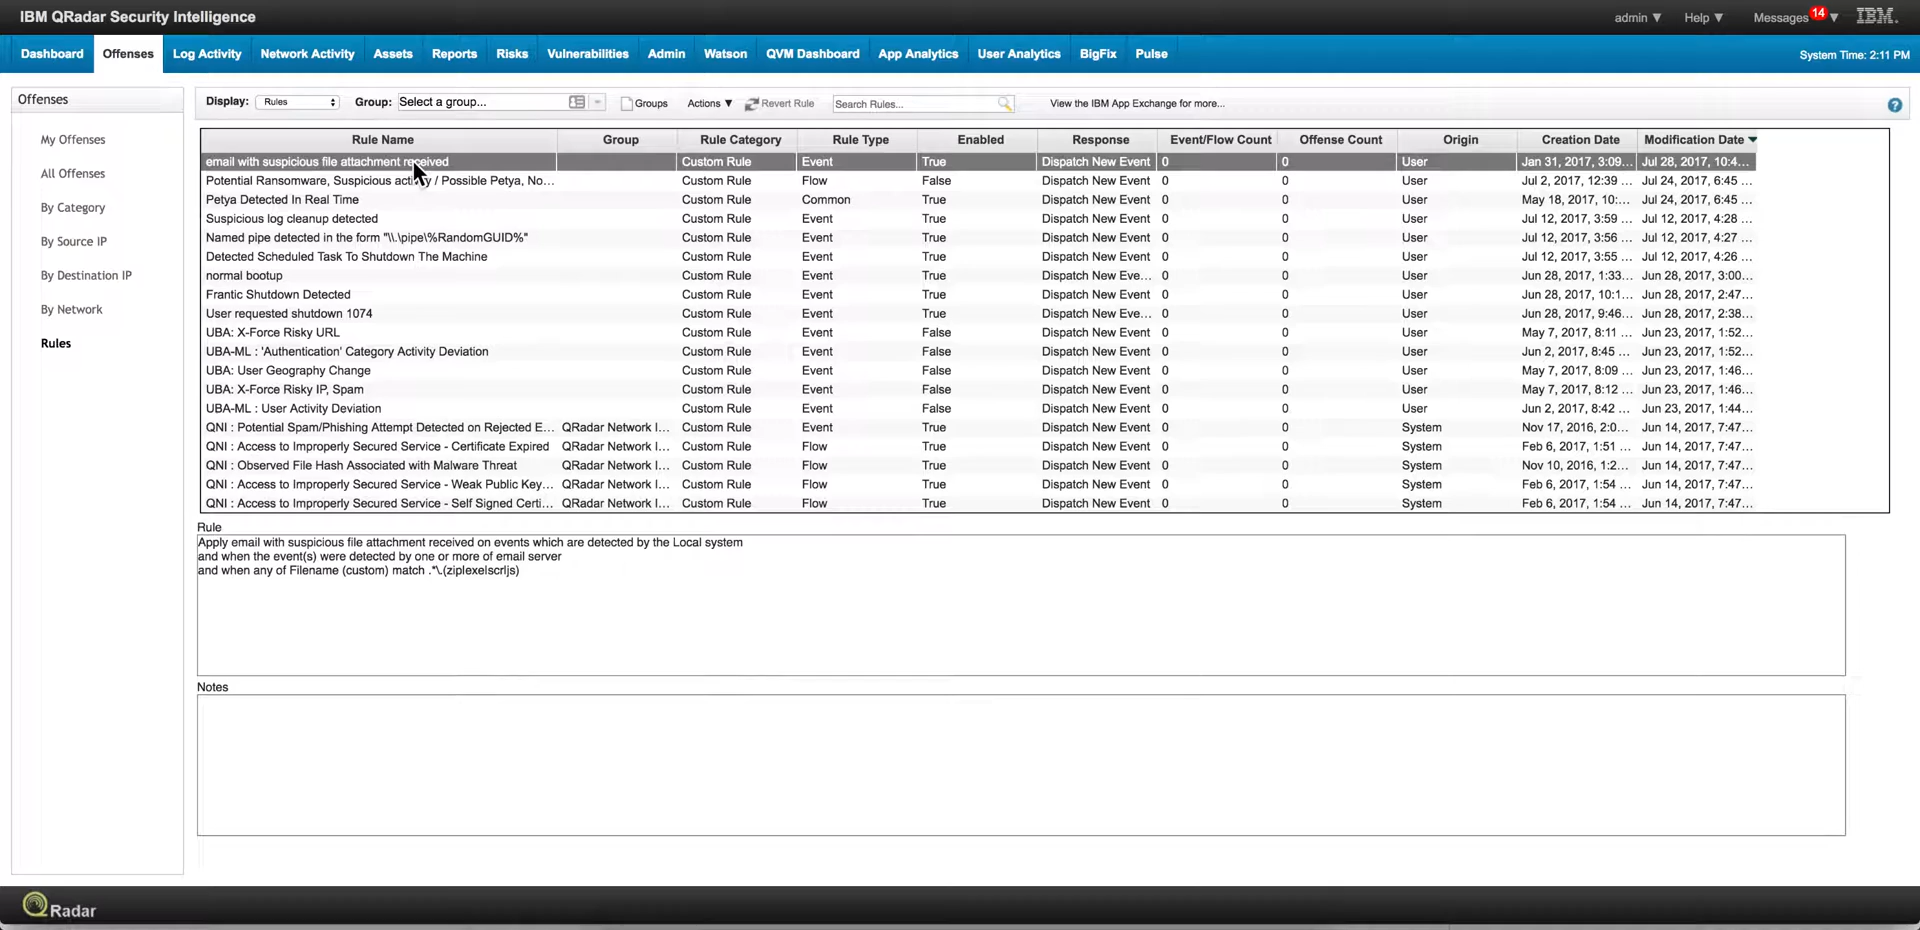 IBM QRadar Security Intelligence
admin ▼ Help ▼ Messages 14 ▼ IBM.
Dashboard Offenses Log Activity Network Activity Assets Reports Risks Vulnerabilities Admin Watson QVM Dashboard App Analytics User Analytics BigFix Pulse System Time: 2:11 PM
Offenses
My Offenses
All Offenses
By Category
By Source IP
By Destination IP
By Network
Rules
Display: Rules Group: Select a group... Groups Actions ▼ Revert Rule Search Rules... View the IBM App Exchange for more... ?
Rule Name Group Rule Category Rule Type Enabled Response Event/Flow Count Offense Count Origin Creation Date Modification Date
email with suspicious file attachment received Custom Rule Event True Dispatch New Event 0 0 User Jan 31, 2017, 3:09... Jul 28, 2017, 10:4...
Potential Ransomware, Suspicious activity / Possible Petya, No... Custom Rule Flow False Dispatch New Event 0 0 User Jul 2, 2017, 12:39 ... Jul 24, 2017, 6:45 ...
Petya Detected In Real Time Custom Rule Common True Dispatch New Event 0 0 User May 18, 2017, 10:... Jul 24, 2017, 6:45 ...
Suspicious log cleanup detected Custom Rule Event True Dispatch New Event 0 0 User Jul 12, 2017, 3:59 ... Jul 12, 2017, 4:28 ...
Named pipe detected in the form "\\.\pipe\%RandomGUID%" Custom Rule Event True Dispatch New Event 0 0 User Jul 12, 2017, 3:56 ... Jul 12, 2017, 4:27 ...
Detected Scheduled Task To Shutdown The Machine Custom Rule Event True Dispatch New Event 0 0 User Jul 12, 2017, 3:55 ... Jul 12, 2017, 4:26 ...
normal bootup Custom Rule Event True Dispatch New Eve... 0 0 User Jun 28, 2017, 1:33... Jun 28, 2017, 3:00...
Frantic Shutdown Detected Custom Rule Event True Dispatch New Event 0 0 User Jun 28, 2017, 10:1... Jun 28, 2017, 2:47...
User requested shutdown 1074 Custom Rule Event True Dispatch New Eve... 0 0 User Jun 28, 2017, 9:46... Jun 28, 2017, 2:38...
UBA: X-Force Risky URL Custom Rule Event False Dispatch New Event 0 0 User May 7, 2017, 8:11 ... Jun 23, 2017, 1:52...
UBA-ML : 'Authentication' Category Activity Deviation Custom Rule Event False Dispatch New Event 0 0 User Jun 2, 2017, 8:45 ... Jun 23, 2017, 1:52...
UBA: User Geography Change Custom Rule Event False Dispatch New Event 0 0 User May 7, 2017, 8:09 ... Jun 23, 2017, 1:46...
UBA: X-Force Risky IP, Spam Custom Rule Event False Dispatch New Event 0 0 User May 7, 2017, 8:12 ... Jun 23, 2017, 1:46...
UBA-ML : User Activity Deviation Custom Rule Event False Dispatch New Event 0 0 User Jun 2, 2017, 8:42 ... Jun 23, 2017, 1:44...
QNI : Potential Spam/Phishing Attempt Detected on Rejected E... QRadar Network I... Custom Rule Event True Dispatch New Event 0 0 System Nov 17, 2016, 2:0... Jun 14, 2017, 7:47...
QNI : Access to Improperly Secured Service - Certificate Expired QRadar Network I... Custom Rule Flow True Dispatch New Event 0 0 System Feb 6, 2017, 1:51 ... Jun 14, 2017, 7:47...
QNI : Observed File Hash Associated with Malware Threat QRadar Network I... Custom Rule Flow True Dispatch New Event 0 0 System Nov 10, 2016, 1:2... Jun 14, 2017, 7:47...
QNI : Access to Improperly Secured Service - Weak Public Key... QRadar Network I... Custom Rule Flow True Dispatch New Event 0 0 System Feb 6, 2017, 1:54 ... Jun 14, 2017, 7:47...
QNI : Access to Improperly Secured Service - Self Signed Certi... QRadar Network I... Custom Rule Flow True Dispatch New Event 0 0 System Feb 6, 2017, 1:54 ... Jun 14, 2017, 7:47...
Rule
Apply email with suspicious file attachment received on events which are detected by the Local system
and when the event(s) were detected by one or more of email server
and when any of Filename (custom) match .*\.(zip|exe|scr|js)
Notes
QRadar